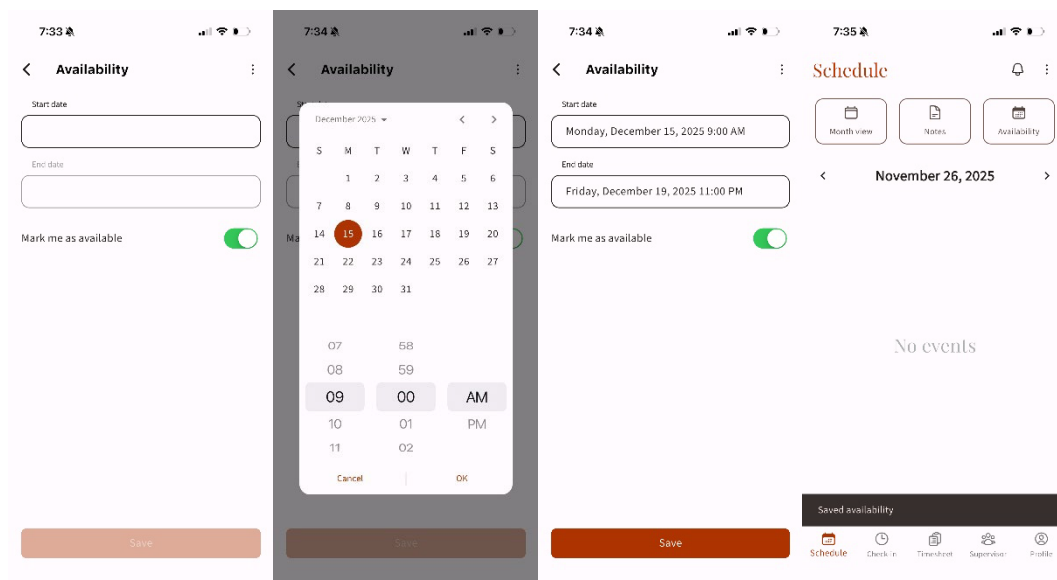 7:33
Availability
Start date
End date
Mark me as available
Save
7:34
Availability
December 2025
S M T W T F S
1 2 3 4 5 6
7 8 9 10 11 12 13
14 15 16 17 18 19 20
21 22 23 24 25 26 27
28 29 30 31
07 58
08 59
09 00 AM
10 01 PM
11 02
Cancel OK
Save
7:34
Availability
Start date
Monday, December 15, 2025 9:00 AM
End date
Friday, December 19, 2025 11:00 PM
Mark me as available
Save
7:35
Schedule
Month view Notes Availability
November 26, 2025
No events
Saved availability
Schedule Check in Timesheet Supervisor Profile